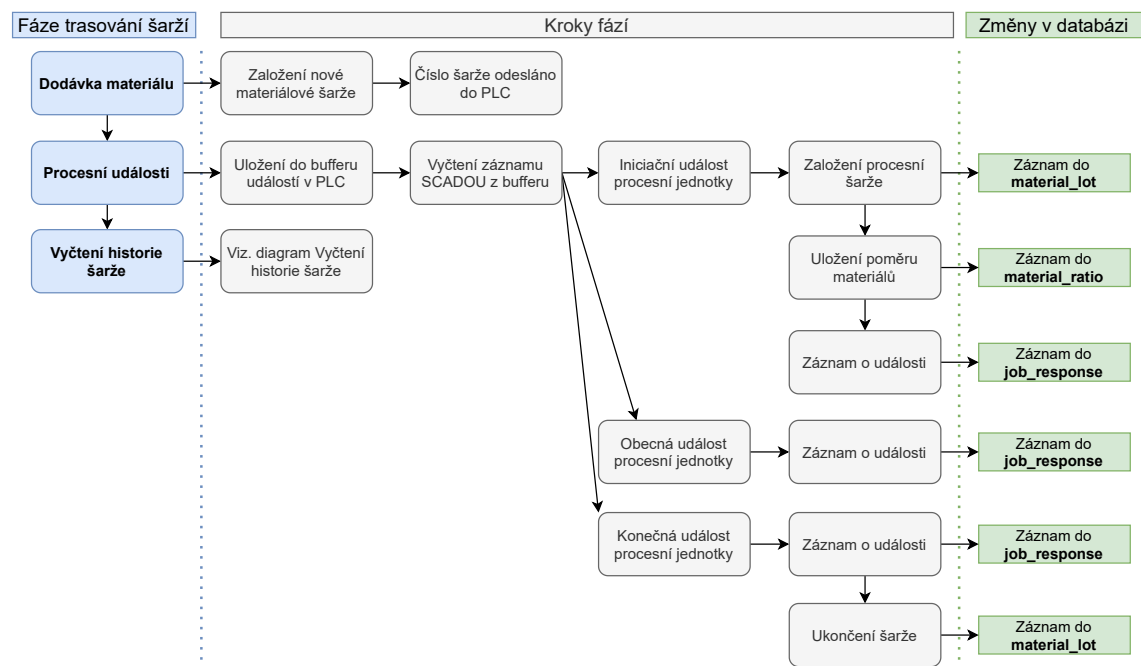 Fáze trasování šarží
Kroky fází
Změny v databázi
Dodávka materiálu
Založení nové
materiálové šarže
Číslo šarže odesláno
do PLC
Procesní události
Uložení do bufferu
událostí v PLC
Vyčtení záznamu
SCADOU z bufferu
Iniciační událost
procesní jednotky
Založení procesní
šarže
Záznam do
material_lot
Vyčtení historie
šarže
Viz. diagram Vyčtení
historie šarže
Uložení poměru
materiálů
Záznam do
material_ratio
Záznam o události
Záznam do
job_response
Obecná událost
procesní jednotky
Záznam o události
Záznam do
job_response
Konečná událost
procesní jednotky
Záznam o události
Záznam do
job_response
Ukončení šarže
Záznam do
material_lot